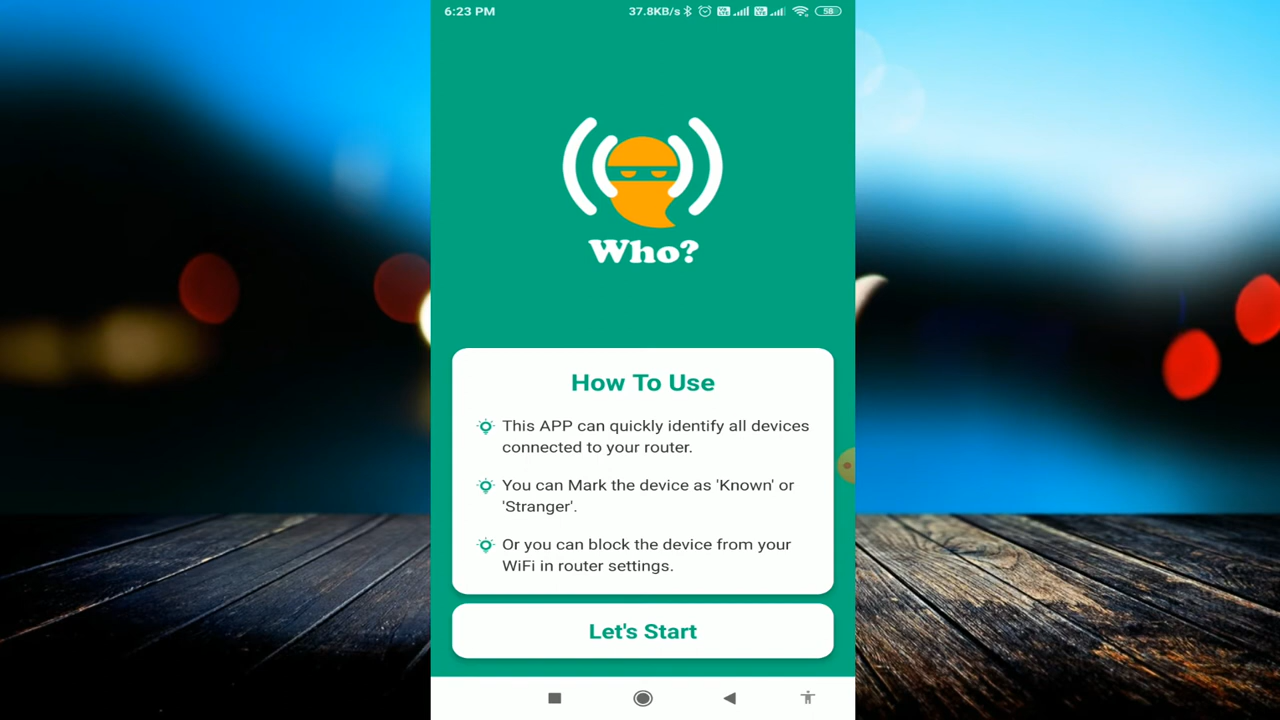 6:23 PM 37.8KB/s 58
Who?
How To Use
This APP can quickly identify all devices
connected to your router.
You can Mark the device as 'Known' or
'Stranger'.
Or you can block the device from your
WiFi in router settings.
Let's Start